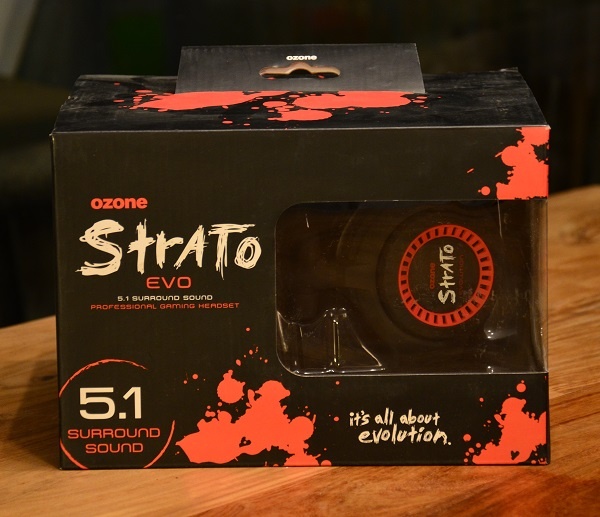 ozone
ozone
StrATo
EVO
5.1 SURROUND SOUND
PROFESSIONAL GAMING HEADSET
ozone
StrATo
5.1
SURROUND
SOUND
it's all about
evolution.